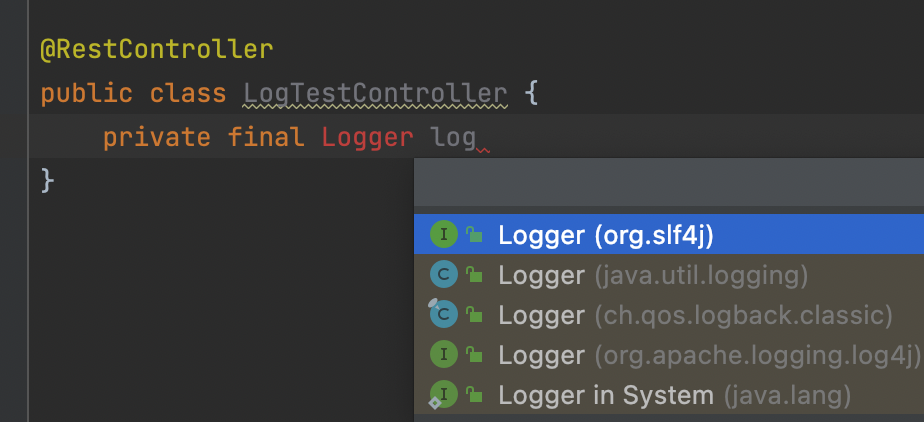 @RestController
public class LogTestController {
private final Logger log
}
I Logger (org.slf4j)
C Logger (java.util.logging)
C Logger (ch.qos.logback.classic)
I Logger (org.apache.logging.log4j)
I Logger in System (java.lang)